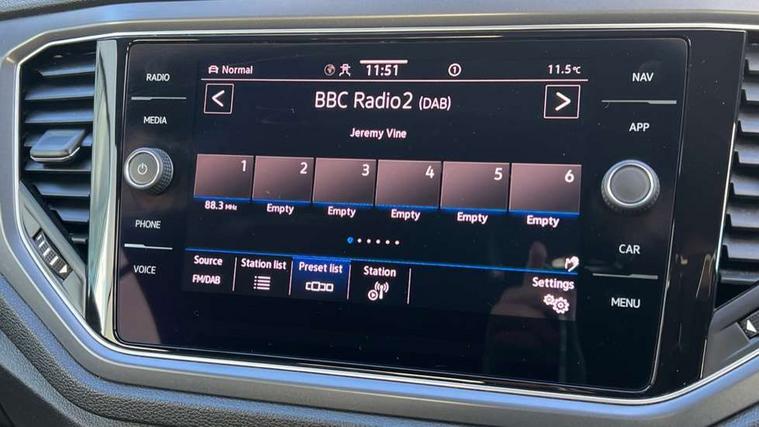 RADIO
MEDIA
PHONE
VOICE
Normal
11:51
1
11.5°C
BBC Radio2 (DAB)
Jeremy Vine
1 2 3 4 5 6
88.3 MHz Empty Empty Empty Empty Empty
Source Station list Preset list Station Settings
FM/DAB
NAV
APP
CAR
MENU